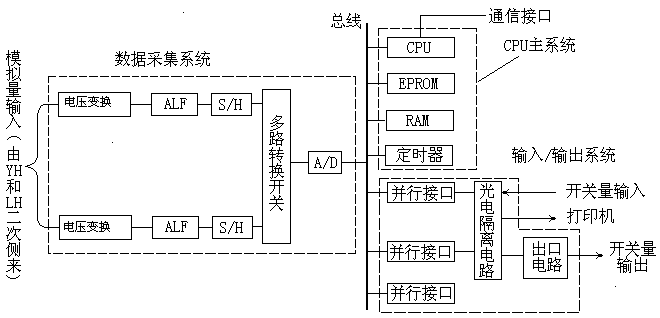 通信接口
总线
CPU
CPU主系统
数据采集系统
EPROM
模拟量输入(由YH和LH二次侧来)
电压变换
ALF
S/H
多路转换开关
A/D
RAM
定时器
输入/输出系统
并行接口
光电隔离电路
开关量输入
打印机
电压变换
ALF
S/H
并行接口
出口电路
开关量输出
并行接口